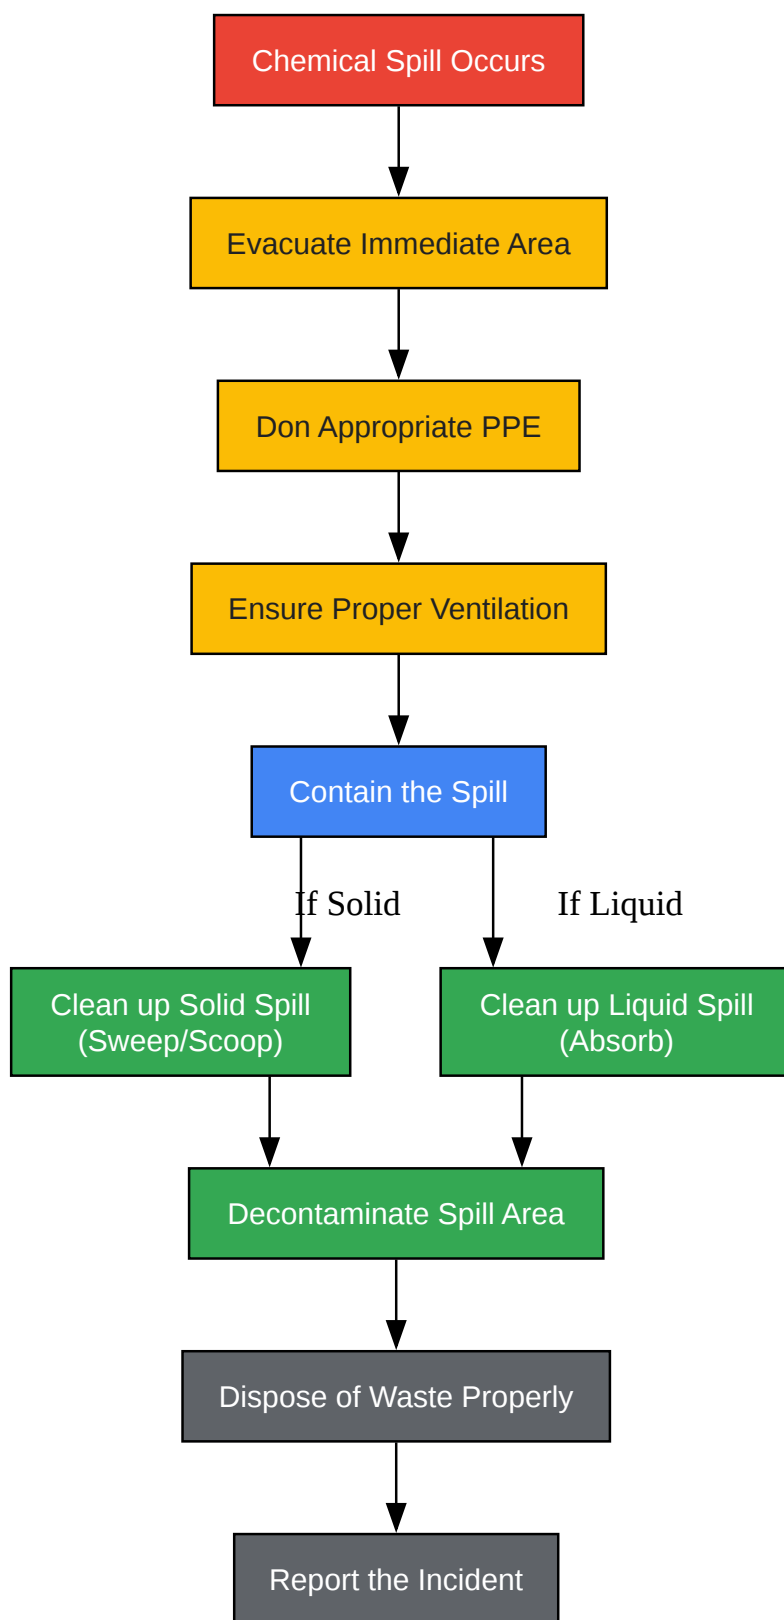 Chemical Spill Occurs
Evacuate Immediate Area
Don Appropriate PPE
Ensure Proper Ventilation
Contain the Spill
If Solid
If Liquid
Clean up Solid Spill
(Sweep/Scoop)
Clean up Liquid Spill
(Absorb)
Decontaminate Spill Area
Dispose of Waste Properly
Report the Incident